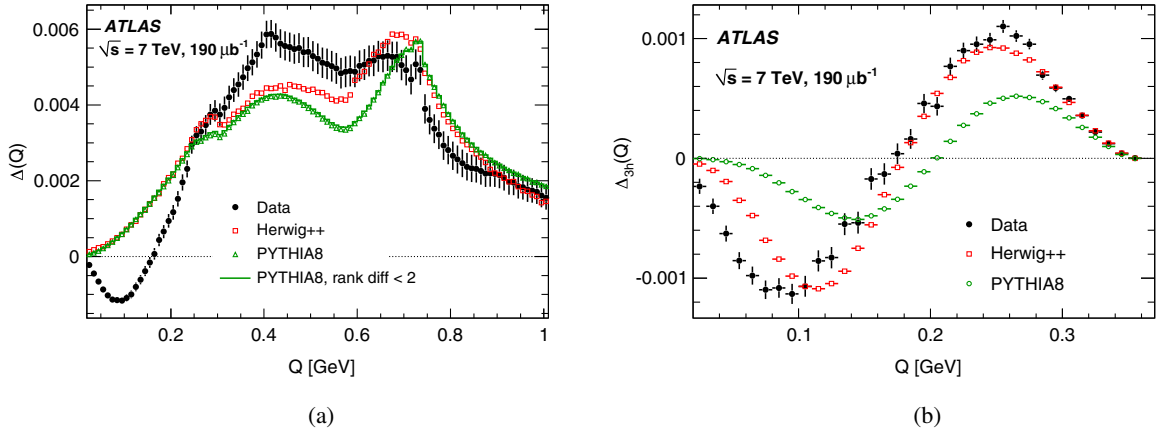 ATLAS
√s = 7 TeV, 190 μb⁻¹
Δ(Q)
0.006
0.004
0.002
0
Data
Herwig++
PYTHIA8
PYTHIA8, rank diff < 2
0.2 0.4 0.6 0.8 1
Q [GeV]
(a)
ATLAS
√s = 7 TeV, 190 μb⁻¹
Δ3h(Q)
0.001
0
-0.001
Data
Herwig++
PYTHIA8
0.1 0.2 0.3
Q [GeV]
(b)